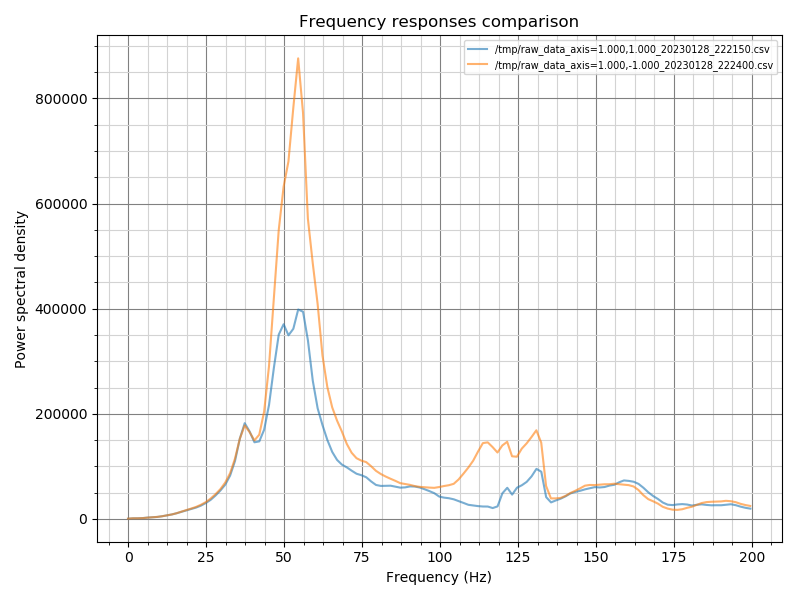 Frequency responses comparison
/tmp/raw_data_axis=1.000,1.000_20230128_222150.csv
/tmp/raw_data_axis=1.000,-1.000_20230128_222400.csv
Power spectral density
800000
600000
400000
200000
0
0 25 50 75 100 125 150 175 200
Frequency (Hz)